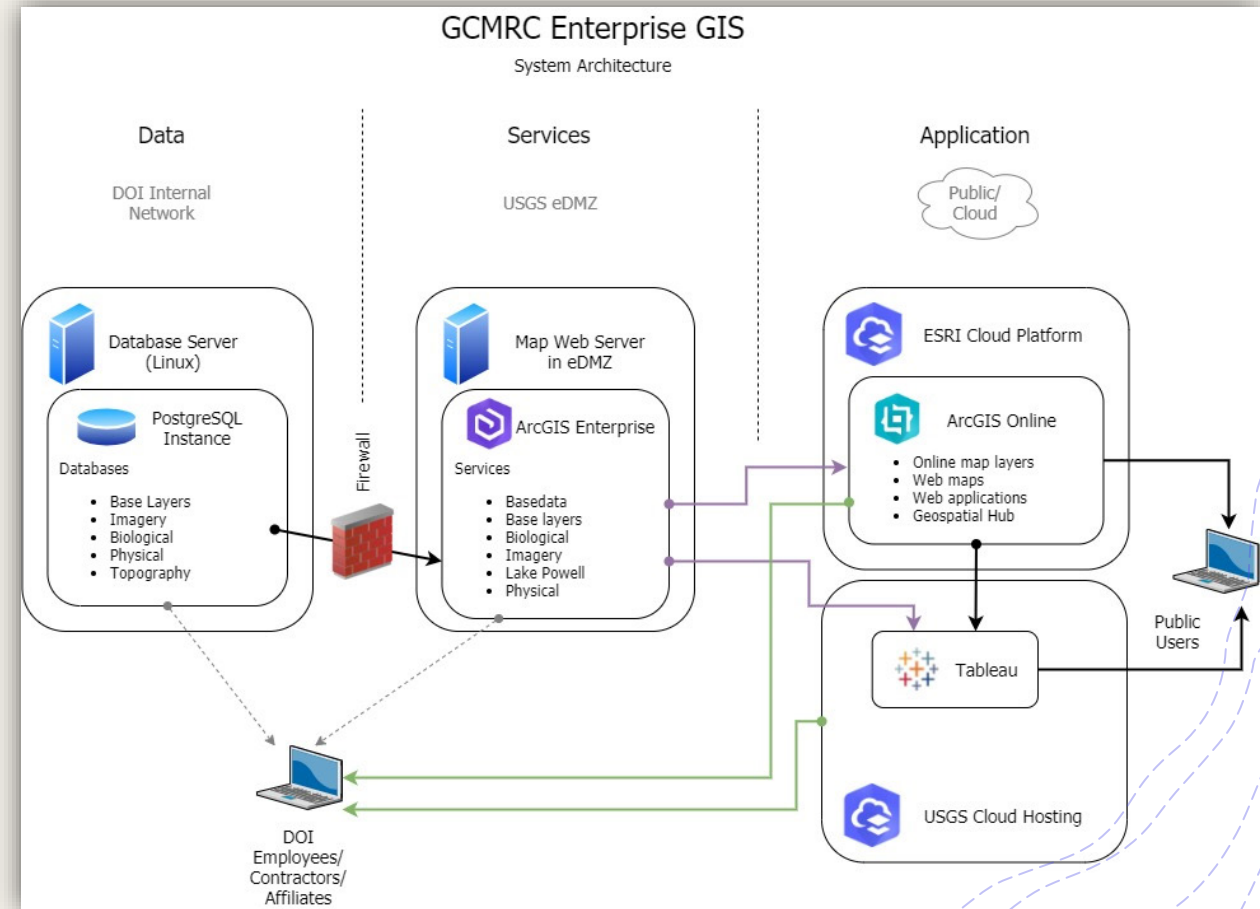 GCMRC Enterprise GIS
System Architecture
Data
Services
Application
DOI Internal
Network
USGS eDMZ
Public/
Cloud
Database Server
(Linux)
PostgreSQL
Instance
Databases
• Base Layers
• Imagery
• Biological
• Physical
• Topography
Firewall
Map Web Server
in eDMZ
ArcGIS Enterprise
Services
• Basedata
• Base layers
• Biological
• Imagery
• Lake Powell
• Physical
ESRI Cloud Platform
ArcGIS Online
• Online map layers
• Web maps
• Web applications
• Geospatial Hub
Public
Users
Tableau
USGS Cloud Hosting
DOI
Employees/
Contractors/
Affiliates